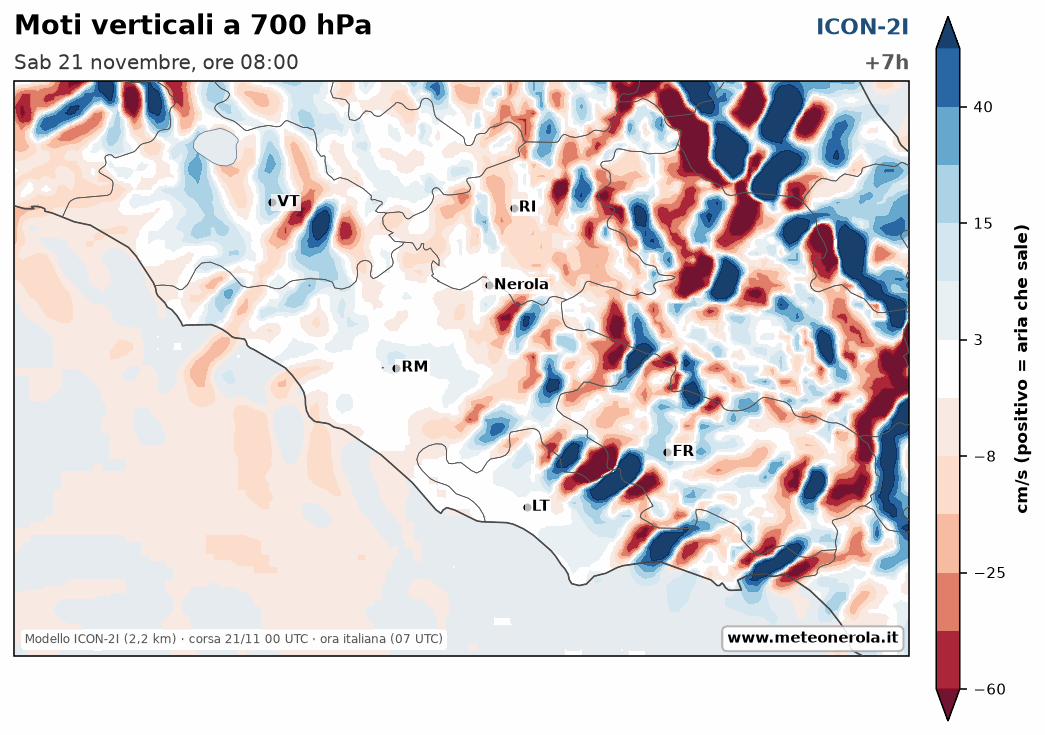 Moti verticali a 700 hPa
ICON-2I
Sab 21 novembre, ore 08:00
+7h
VT
RI
Nerola
RM
FR
LT
40
15
3
−8
−25
−60
cm/s (positivo = aria che sale)
Modello ICON-2I (2,2 km) · corsa 21/11 00 UTC · ora italiana (07 UTC)
www.meteonerola.it